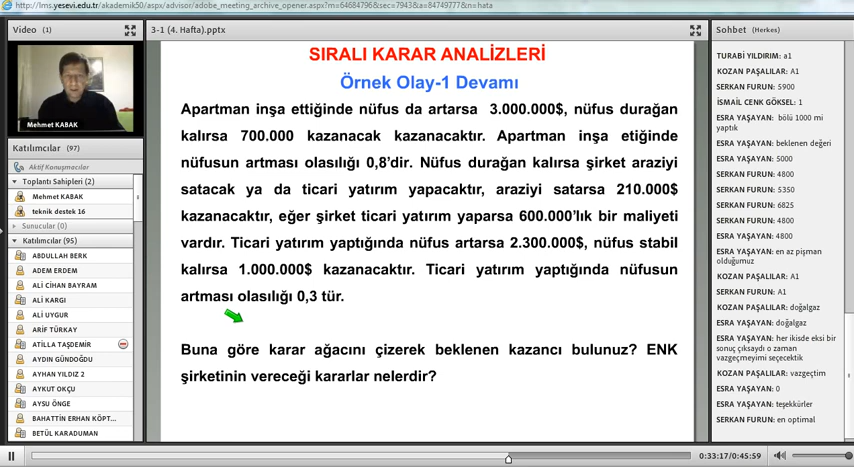 http://lms.yesevi.edu.tr/akademik50/aspx/advisor/adobe_meeting_archive_opener.aspx?m=64684796&sec=7943&a=84749777&n=hata
Video (1)
Mehmet KABAK
Katılımcılar (97)
Aktif Konuşmacılar
Toplantı Sahipleri (2)
Mehmet KABAK
teknik destek 16
Sunucular (0)
Katılımcılar (95)
ABDULLAH BERK
ADEM ERDEM
ALİ CİHAN BAYRAM
ALİ KARGI
ALİ UYGUR
ARİF TÜRKAY
ATİLLA TAŞDEMİR
AYDIN GÜNDOĞDU
AYHAN YILDIZ 2
AYKUT OKÇU
AYSU ÖNGE
BAHATTİN ERHAN KÖPT...
BETÜL KARADUMAN
3-1 (4. Hafta).pptx
SIRALI KARAR ANALİZLERİ
Örnek Olay-1 Devamı
Apartman inşa ettiğinde nüfus da artarsa 3.000.000$, nüfus durağan
kalırsa 700.000 kazanacak kazanacaktır. Apartman inşa etiğinde
nüfusun artması olasılığı 0,8'dir. Nüfus durağan kalırsa şirket araziyi
satacak ya da ticari yatırım yapacaktır, araziyi satarsa 210.000$
kazanacaktır, eğer şirket ticari yatırım yaparsa 600.000'lık bir maliyeti
vardır. Ticari yatırım yaptığında nüfus artarsa 2.300.000$, nüfus stabil
kalırsa 1.000.000$ kazanacaktır. Ticari yatırım yaptığında nüfusun
artması olasılığı 0,3 tür.
Buna göre karar ağacını çizerek beklenen kazancı bulunuz? ENK
şirketinin vereceği kararlar nelerdir?
Sohbet (Herkes)
TURABİ YILDIRIM: a1
KOZAN PAŞALILAR: A1
SERKAN FURUN: 5900
İSMAİL CENK GÖKSEL: 1
ESRA YAŞAYAN: bölü 1000 mi
yaptık
ESRA YAŞAYAN: beklenen değeri
ESRA YAŞAYAN: 5000
SERKAN FURUN: 4800
SERKAN FURUN: 5350
SERKAN FURUN: 6825
SERKAN FURUN: 4800
ESRA YAŞAYAN: 4800
ESRA YAŞAYAN: en az pişman
olduğumuz
KOZAN PAŞALILAR: A1
SERKAN FURUN: A1
KOZAN PAŞALILAR: doğalgaz
ESRA YAŞAYAN: doğalgaz
ESRA YAŞAYAN: her ikisde eksi bir
sonuç çıksaydı o zaman
vazgeçmeyimi seçecektik
KOZAN PAŞALILAR: vazgeçtim
ESRA YAŞAYAN: 0
ESRA YAŞAYAN: teşekkürler
SERKAN FURUN: en optimal
0:33:17/0:45:59